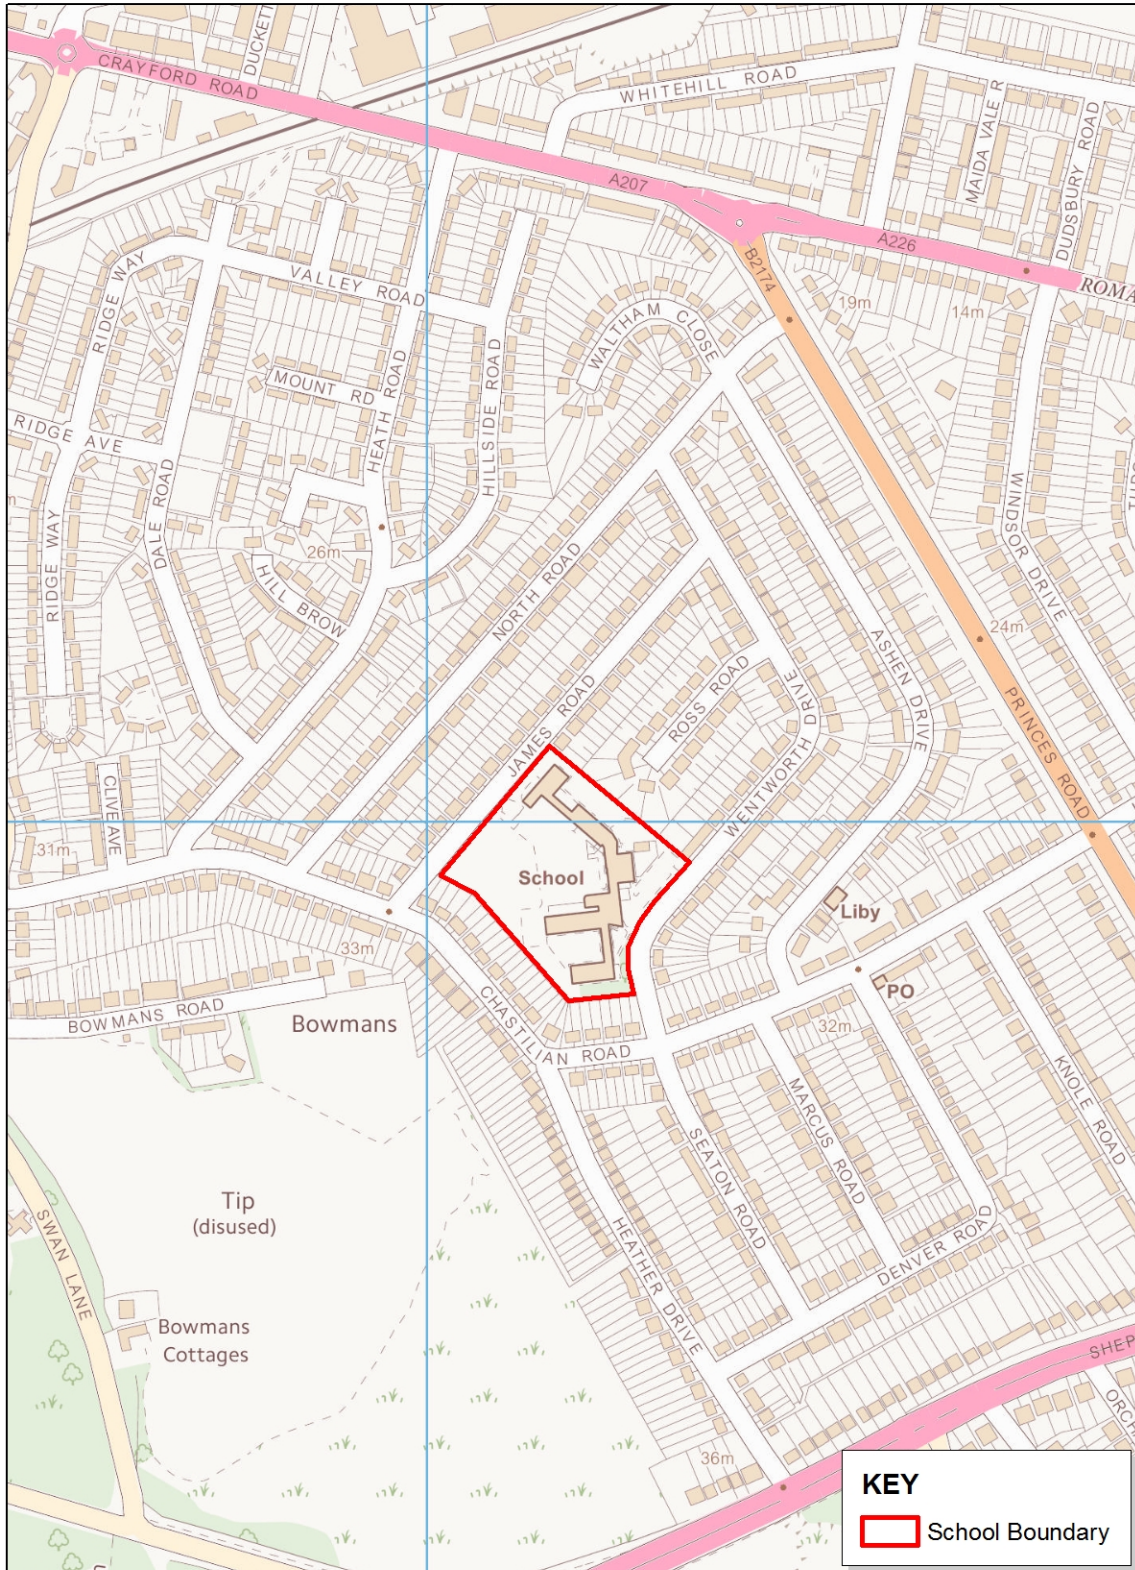 DUCKET
CRAYFORD ROAD
WHITEHILL ROAD
MAIDA VALE R
DUDSBURY ROAD
A207
A226
ROMA
B2174
RIDGE WAY
VALLEY ROAD
WALTHAM CLOSE
19m
14m
MOUNT RD
HEATH ROAD
HILLSIDE ROAD
RIDGE AVE
DALE ROAD
WINDSOR DRIVE
RIDGE WAY
26m
HILL BROW
NORTH ROAD
24m
ASHEN DRIVE
ROSS ROAD
WENTWORTH DRIVE
PRINCES ROAD
JAMES ROAD
CLIVE AVE
31m
School
Liby
33m
PO
BOWMANS ROAD
Bowmans
CHASTILIAN ROAD
32m
KNOLE ROAD
MARCUS ROAD
SEATON ROAD
Tip
(disused)
SWAN LANE
HEATHER DRIVE
DENVER ROAD
Bowmans
Cottages
SHEP
ORCH
36m
KEY
School Boundary